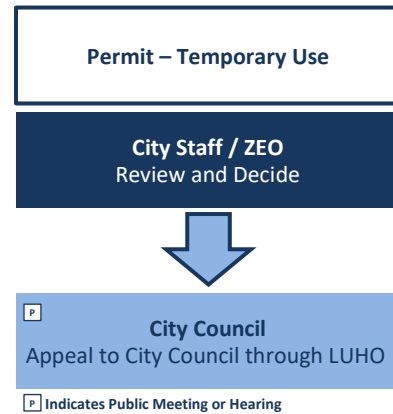 Permit – Temporary Use
City Staff / ZEO
Review and Decide
P
City Council
Appeal to City Council through LUHO
P Indicates Public Meeting or Hearing